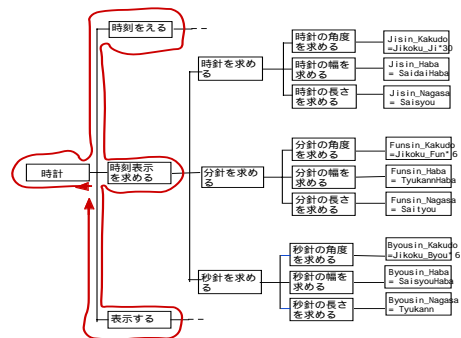 時刻をえる
時計
時刻表示
を求める
表示する
時針を求め
る
分針を求め
る
秒針を求め
る
時針の角度
を求める
時針の幅を
求める
時針の長さ
を求める
分針の角度
を求める
分針の幅を
求める
分針の長さ
を求める
秒針の角度
を求める
秒針の幅を
求める
秒針の長さ
を求める
Jisin_Kakudo
=Jikoku_Ji*30
Jisin_Haba
= SaidaiHaba
Jisin_Nagasa
= Saisyou
Funsin_Kakudo
=Jikoku_Fun*6
Funsin_Haba
= TyukannHaba
Funsin_Nagasa
= Saityou
Byousin_Kakudo
=Jikoku_Byou*6
Byousin_Haba
= SaisyouHaba
Byousin_Nagasa
= Tyukann